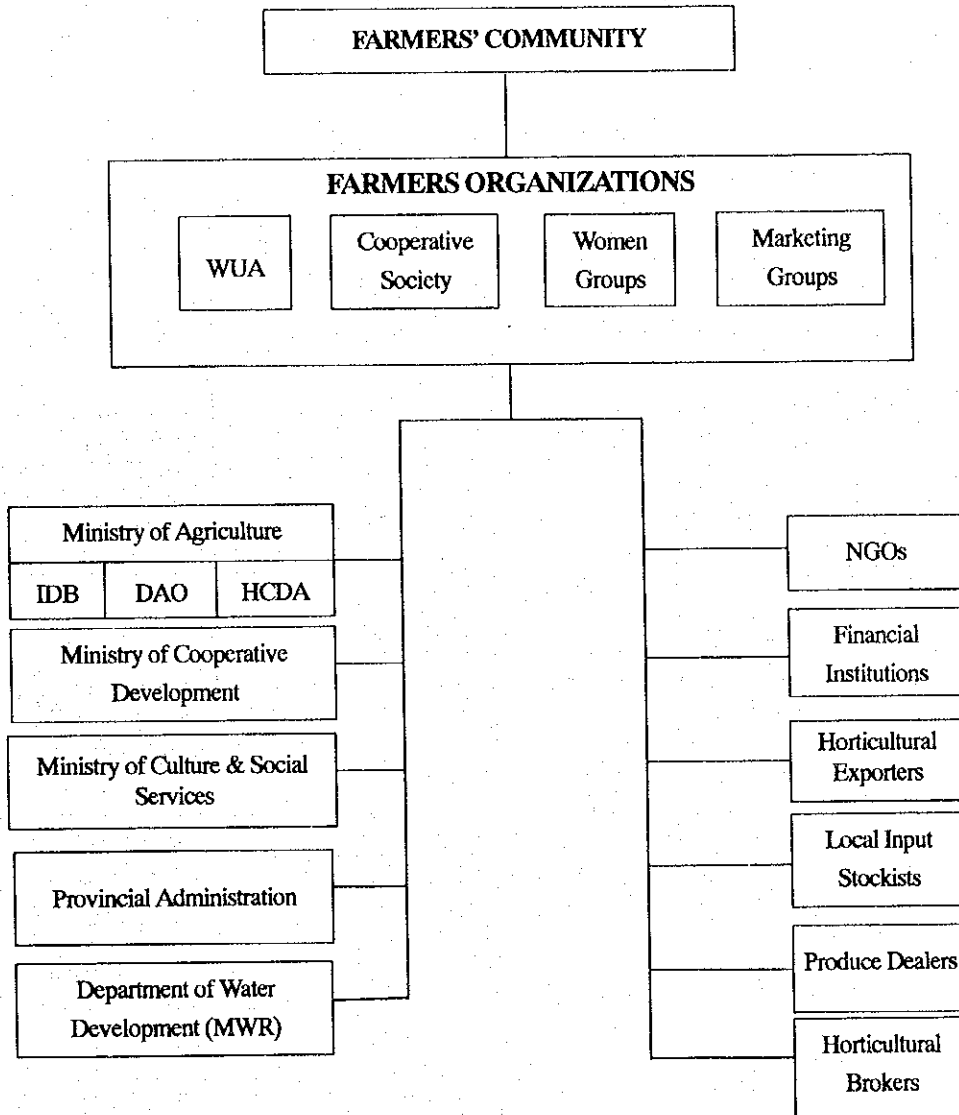 FARMERS' COMMUNITY
FARMERS ORGANIZATIONS
WUA
Cooperative
Society
Women
Groups
Marketing
Groups
Ministry of Agriculture
IDB
DAO
HCDA
Ministry of Cooperative
Development
Ministry of Culture & Social
Services
Provincial Administration
Department of Water
Development (MWR)
NGOs
Financial
Institutions
Horticultural
Exporters
Local Input
Stockists
Produce Dealers
Horticultural
Brokers